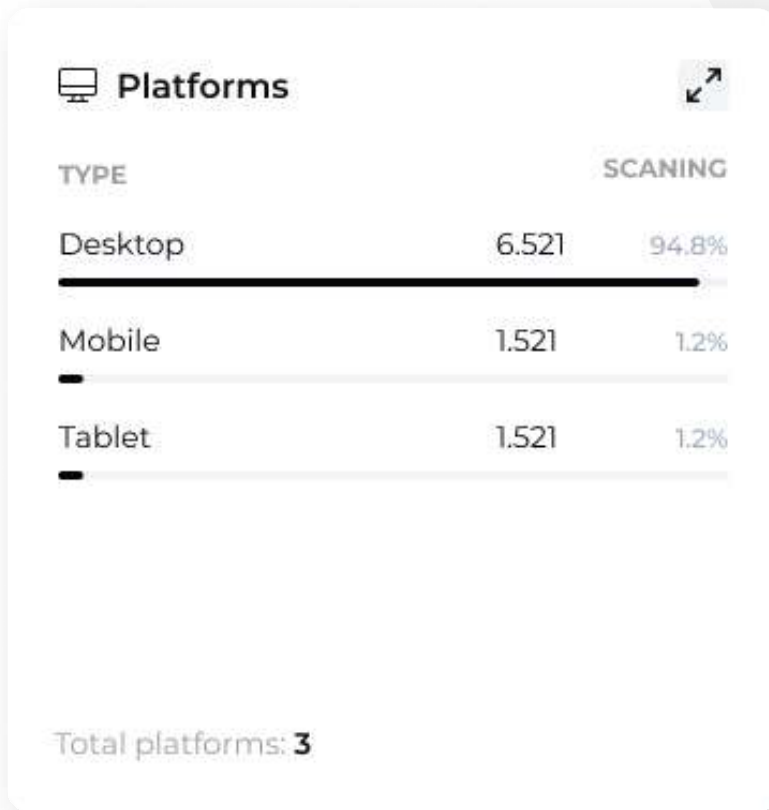 Platforms
TYPE SCANING
Desktop 6.521 94.8%
Mobile 1.521 1.2%
Tablet 1.521 1.2%
Total platforms: 3